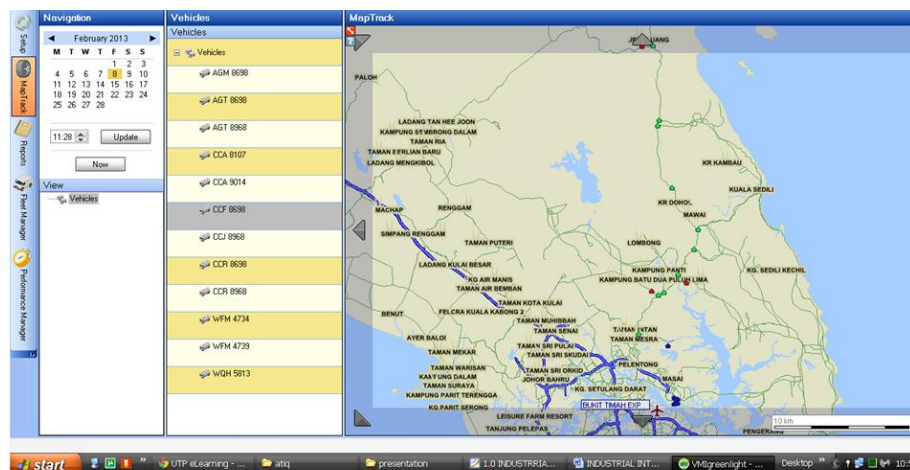 Navigation
February 2013
M T W T F S S
1 2 3
4 5 6 7 8 9 10
11 12 13 14 15 16 17
18 19 20 21 22 23 24
25 26 27 28
11:28
Update
Now
View
Vehicles
Setup
MapTrack
Reports
Fleet Manager
Performance Manager
Vehicles
Vehicles
Vehicles
AGM 8698
AGT 8698
AGT 8968
CCA 8107
CCA 9014
CCF 8698
CCJ 8968
CCR 8698
CCR 8968
WFM 4734
WFM 4739
WQH 5813
MapTrack
PALOH
LADANG TAN HEE JOON
KAMPUNG SEMBRONG DALAM
TAMAN RIA
TAMAN EERLIAN BARU
LADANG MENGKIBOL
KR KAMBAU
KUALA SEDILI
KR DOHOL
MACHAP
RENGGAM
MAWAI
SIMPANG RENGGAM
TAMAN PUTERI
LOMBONG
LADANG KULAI BESAR
KAMPUNG PANTI
KG. SEDILI KECHIL
KG AIR MANIS
KAMPUNG BATU DUA PULUH LIMA
TAMAN AIR BEMBAN
TAMAN KOTA KULAI
BENUT
FELCRA KUALA KABONG 2
TAMAN MUHIBBAH
TAMAN SENAI
TAMAN INTAN
AYER BALOI
TAMAN MESRA
TAMAN SRI PULAI
TAMAN MEKAR
TAMAN SRI SKUDAI
PELENTONG
TAMAN WARISAN
TAMAN SRI ORKID
KAMPUNG DALAM
JOHOR BAHRU
MASAI
TAMAN SURAYA
KG. SETULANG DARAT
KAMPUNG PARIT TERENGGA
KG PARIT SERONG
BUKIT TIMAH EXP
LEISURE FARM RESORT
10 km
TANJUNG PELEPAS
PENGERANG
start
UTP eLearning - ...
atiq
presentation
1.0 INDUSTRRIA...
INDUSTRIAL INT...
VMIgreenlight - ...
Desktop